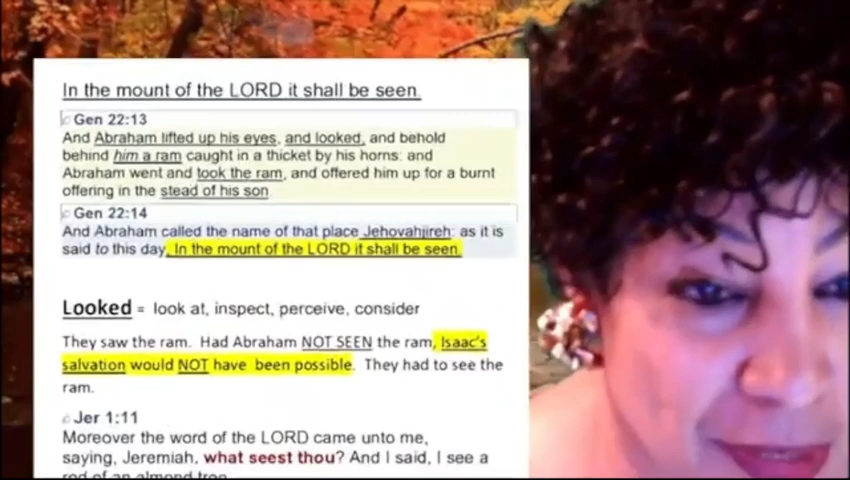 In the mount of the LORD it shall be seen.
Gen 22:13
And Abraham lifted up his eyes, and looked, and behold
behind him a ram caught in a thicket by his horns: and
Abraham went and took the ram, and offered him up for a burnt
offering in the stead of his son
Gen 22:14
And Abraham called the name of that place Jehovahjireh: as it is
said to this day, In the mount of the LORD it shall be seen.
Looked = look at, inspect, perceive, consider
They saw the ram. Had Abraham NOT SEEN the ram, Isaac's
salvation would NOT have been possible. They had to see the
ram.
Jer 1:11
Moreover the word of the LORD came unto me,
saying, Jeremiah, what seest thou? And I said, I see a
rod of an almond tree